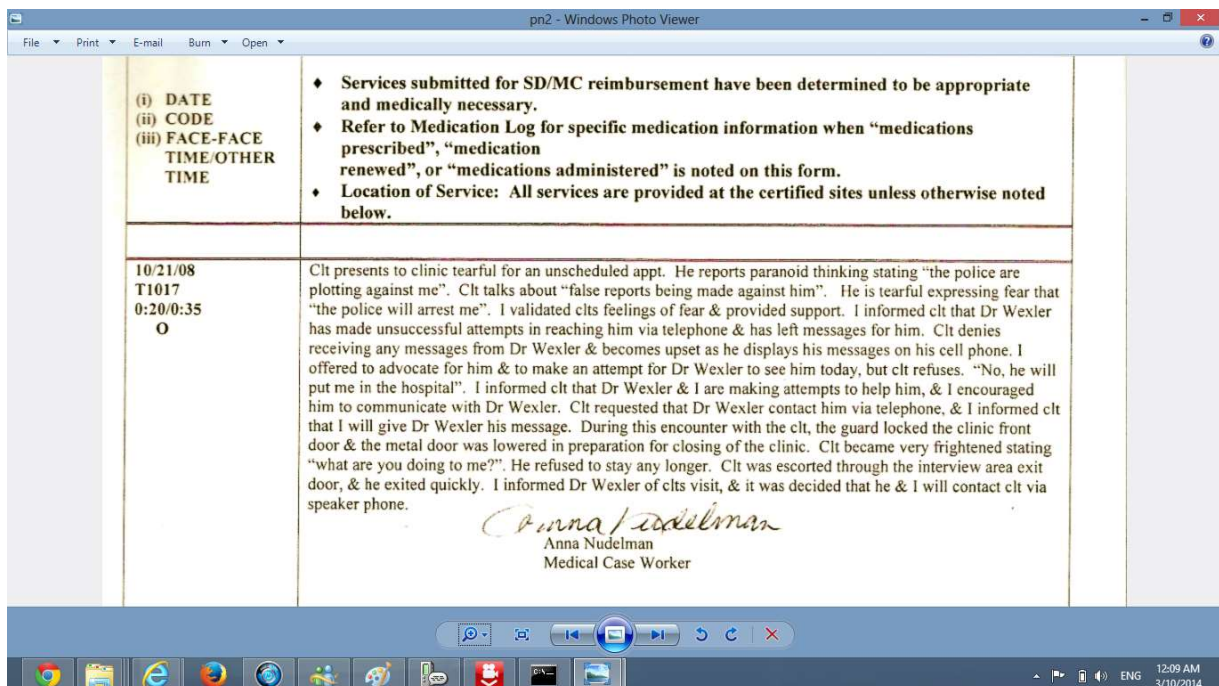 pn2 - Windows Photo Viewer
File Print E-mail Burn Open
♦ Services submitted for SD/MC reimbursement have been determined to be appropriate
and medically necessary.
♦ Refer to Medication Log for specific medication information when “medications
prescribed”, “medication
renewed”, or “medications administered” is noted on this form.
♦ Location of Service: All services are provided at the certified sites unless otherwise noted
below.
(i) DATE
(ii) CODE
(iii) FACE-FACE
TIME/OTHER
TIME
10/21/08
T1017
0:20/0:35
O
Clt presents to clinic tearful for an unscheduled appt. He reports paranoid thinking stating “the police are
plotting against me”. Clt talks about “false reports being made against him”. He is tearful expressing fear that
“the police will arrest me”. I validated clts feelings of fear & provided support. I informed clt that Dr Wexler
has made unsuccessful attempts in reaching him via telephone & has left messages for him. Clt denies
receiving any messages from Dr Wexler & becomes upset as he displays his messages on his cell phone. I
offered to advocate for him & to make an attempt for Dr Wexler to see him today, but clt refuses. “No, he will
put me in the hospital”. I informed clt that Dr Wexler & I are making attempts to help him, & I encouraged
him to communicate with Dr Wexler. Clt requested that Dr Wexler contact him via telephone, & I informed clt
that I will give Dr Wexler his message. During this encounter with the clt, the guard locked the clinic front
door & the metal door was lowered in preparation for closing of the clinic. Clt became very frightened stating
“what are you doing to me?”. He refused to stay any longer. Clt was escorted through the interview area exit
door, & he exited quickly. I informed Dr Wexler of clts visit, & it was decided that he & I will contact clt via
speaker phone.
Anna Nudelman
Anna Nudelman
Medical Case Worker
ENG
12:09 AM
3/10/2014